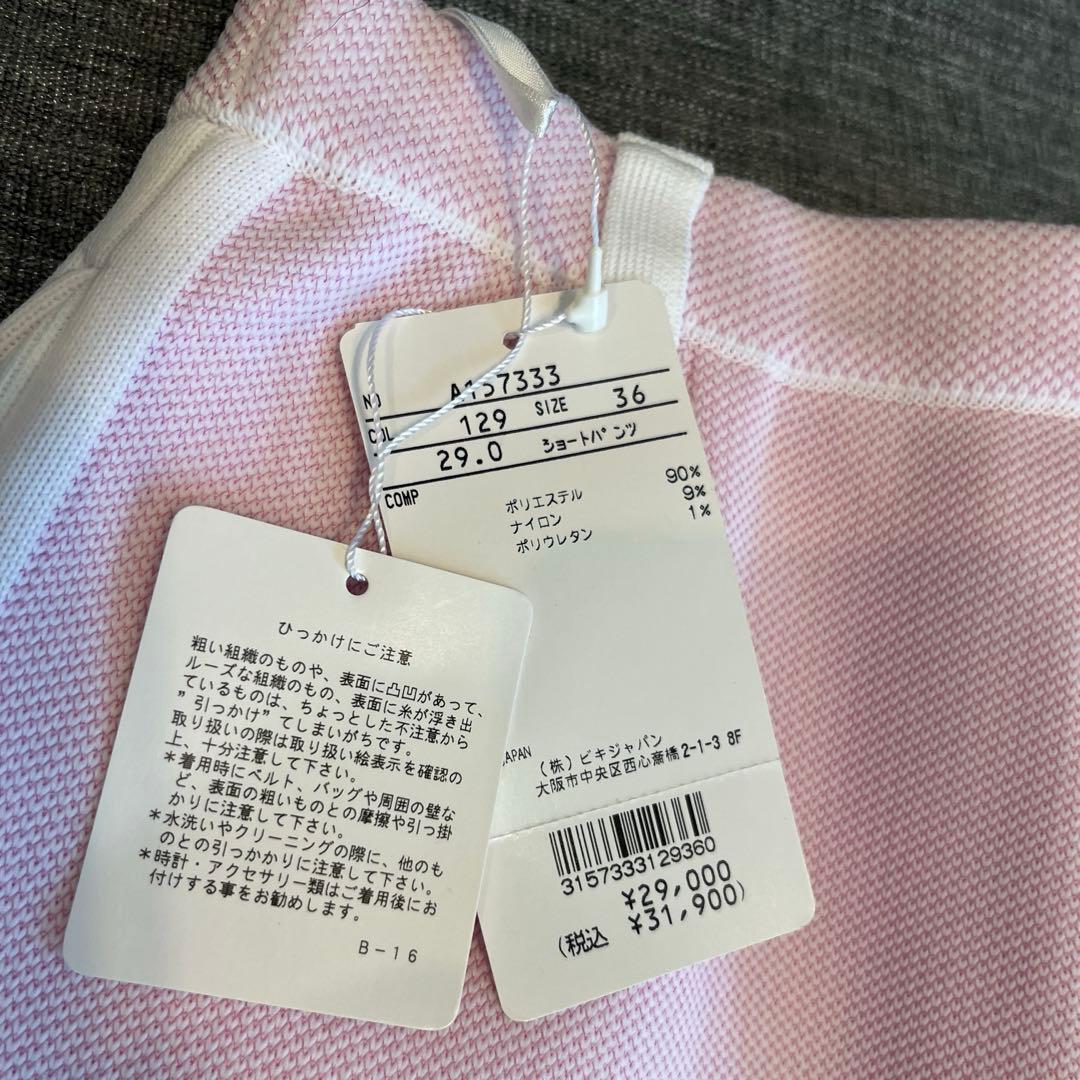 NO A157333
COL 129 SIZE 36
29.0 ショートパンツ
COMP
ポリエステル 90%
ナイロン 9%
ポリウレタン 1%
JAPAN (株)ビキジャパン
大阪市中央区西心斎橋2-1-3 8F
3157333129360
¥29,000
(税込 ¥31,900)
ひっかけにご注意
粗い組織のものや、表面に凸凹があって、
ルーズな組織のもの、表面に糸が浮き出
ているものは、ちょっとした不注意から
"引っかけ"てしまいがちです。
取り扱いの際は取り扱い絵表示を確認の
上、十分注意して下さい。
*着用時にベルト、バッグや周囲の壁な
ど、表面の粗いものとの摩擦や引っ掛
かりに注意して下さい。
*水洗いやクリーニングの際に、他のも
のとの引っかかりに注意して下さい。
*時計・アクセサリー類はご着用後にお
付けする事をお勧めします。
B-16